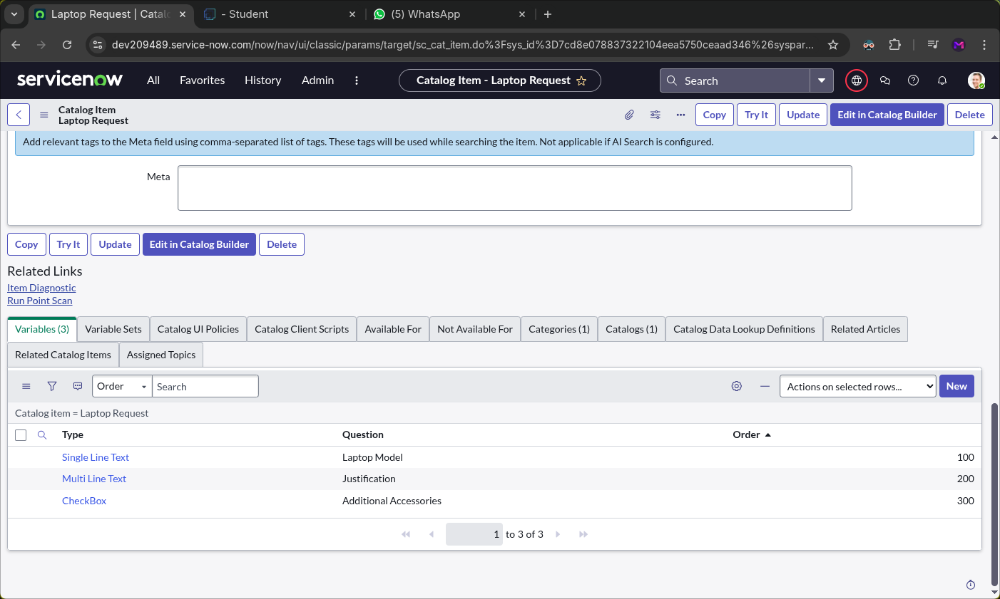 Laptop Request | Catalo
- Student
(5) WhatsApp
dev209489.service-now.com/now/nav/ui/classic/params/target/sc_cat_item.do%3Fsys_id%3D7cd8e078837322104eea5750ceaad346%26syspar...
servicenow
All Favorites History Admin
Catalog Item - Laptop Request
Search
Catalog Item
Laptop Request
Copy Try It Update Edit in Catalog Builder Delete
Add relevant tags to the Meta field using comma-separated list of tags. These tags will be used while searching the item. Not applicable if AI Search is configured.
Meta
Copy Try It Update Edit in Catalog Builder Delete
Related Links
Item Diagnostic
Run Point Scan
Variables (3) Variable Sets Catalog UI Policies Catalog Client Scripts Available For Not Available For Categories (1) Catalogs (1) Catalog Data Lookup Definitions Related Articles
Related Catalog Items Assigned Topics
Order Search Actions on selected rows... New
Catalog item = Laptop Request
Type Question Order
Single Line Text Laptop Model 100
Multi Line Text Justification 200
CheckBox Additional Accessories 300
1 to 3 of 3